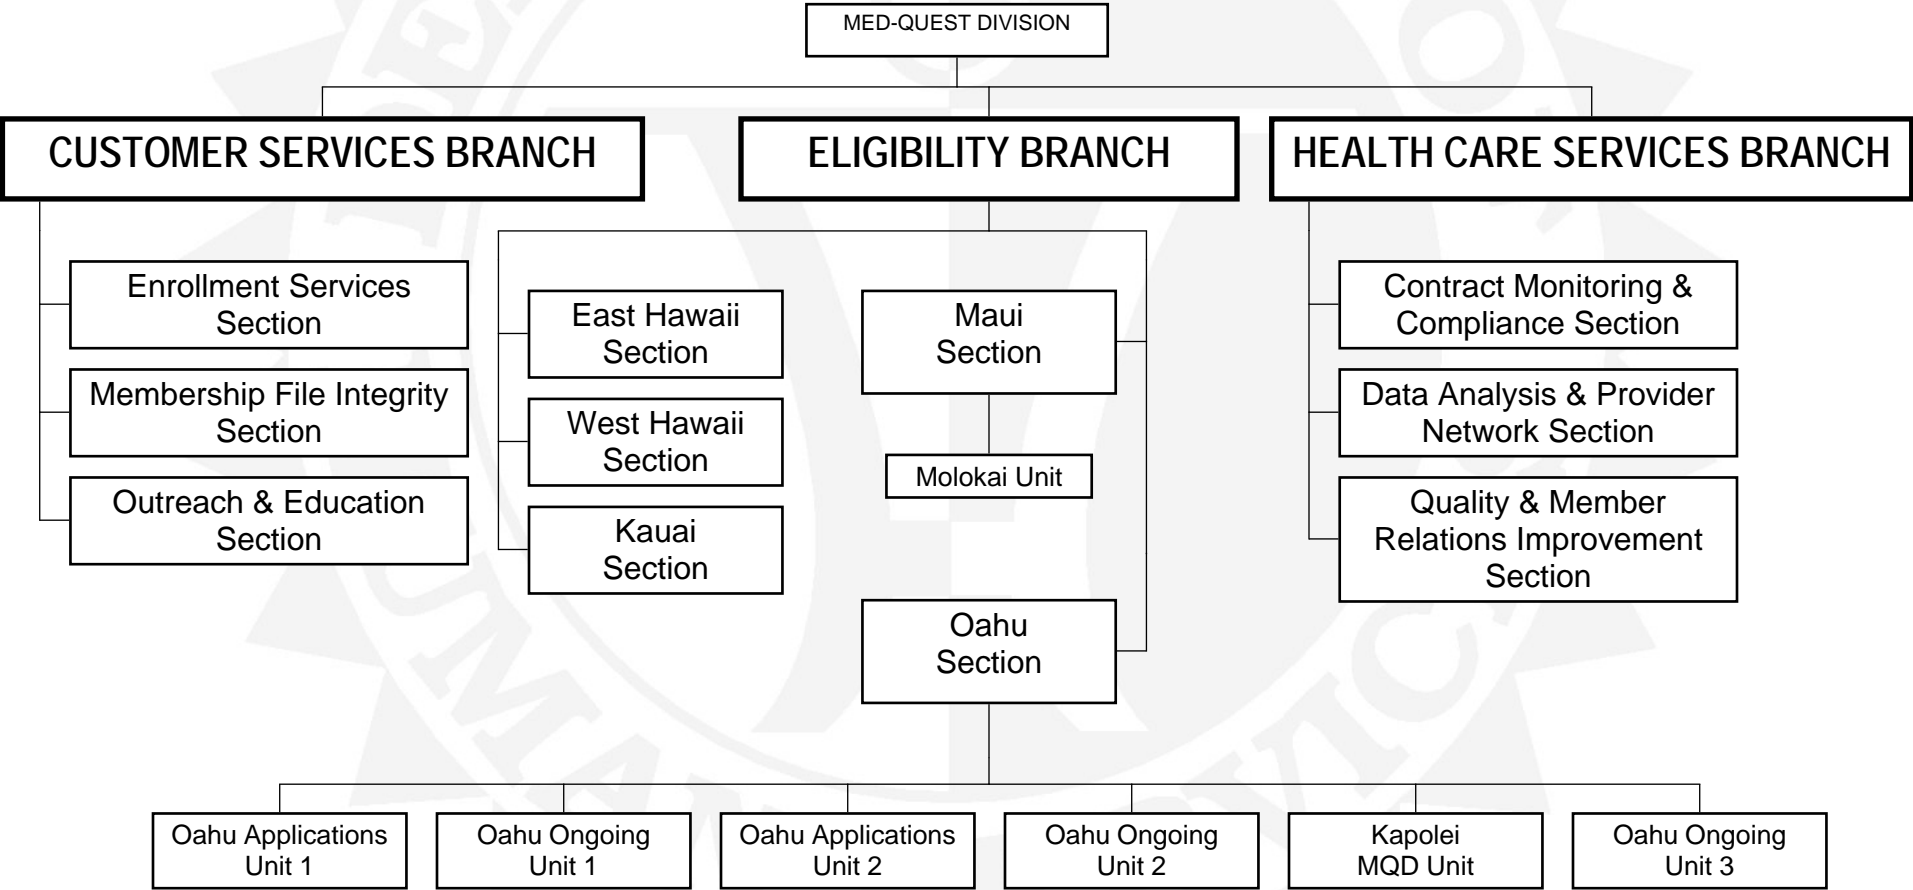 MED-QUEST DIVISION
CUSTOMER SERVICES BRANCH
ELIGIBILITY BRANCH
HEALTH CARE SERVICES BRANCH
Enrollment Services
Section
Membership File Integrity
Section
Outreach & Education
Section
East Hawaii
Section
West Hawaii
Section
Kauai
Section
Maui
Section
Molokai Unit
Oahu
Section
Contract Monitoring &
Compliance Section
Data Analysis & Provider
Network Section
Quality & Member
Relations Improvement
Section
Oahu Applications
Unit 1
Oahu Ongoing
Unit 1
Oahu Applications
Unit 2
Oahu Ongoing
Unit 2
Kapolei
MQD Unit
Oahu Ongoing
Unit 3